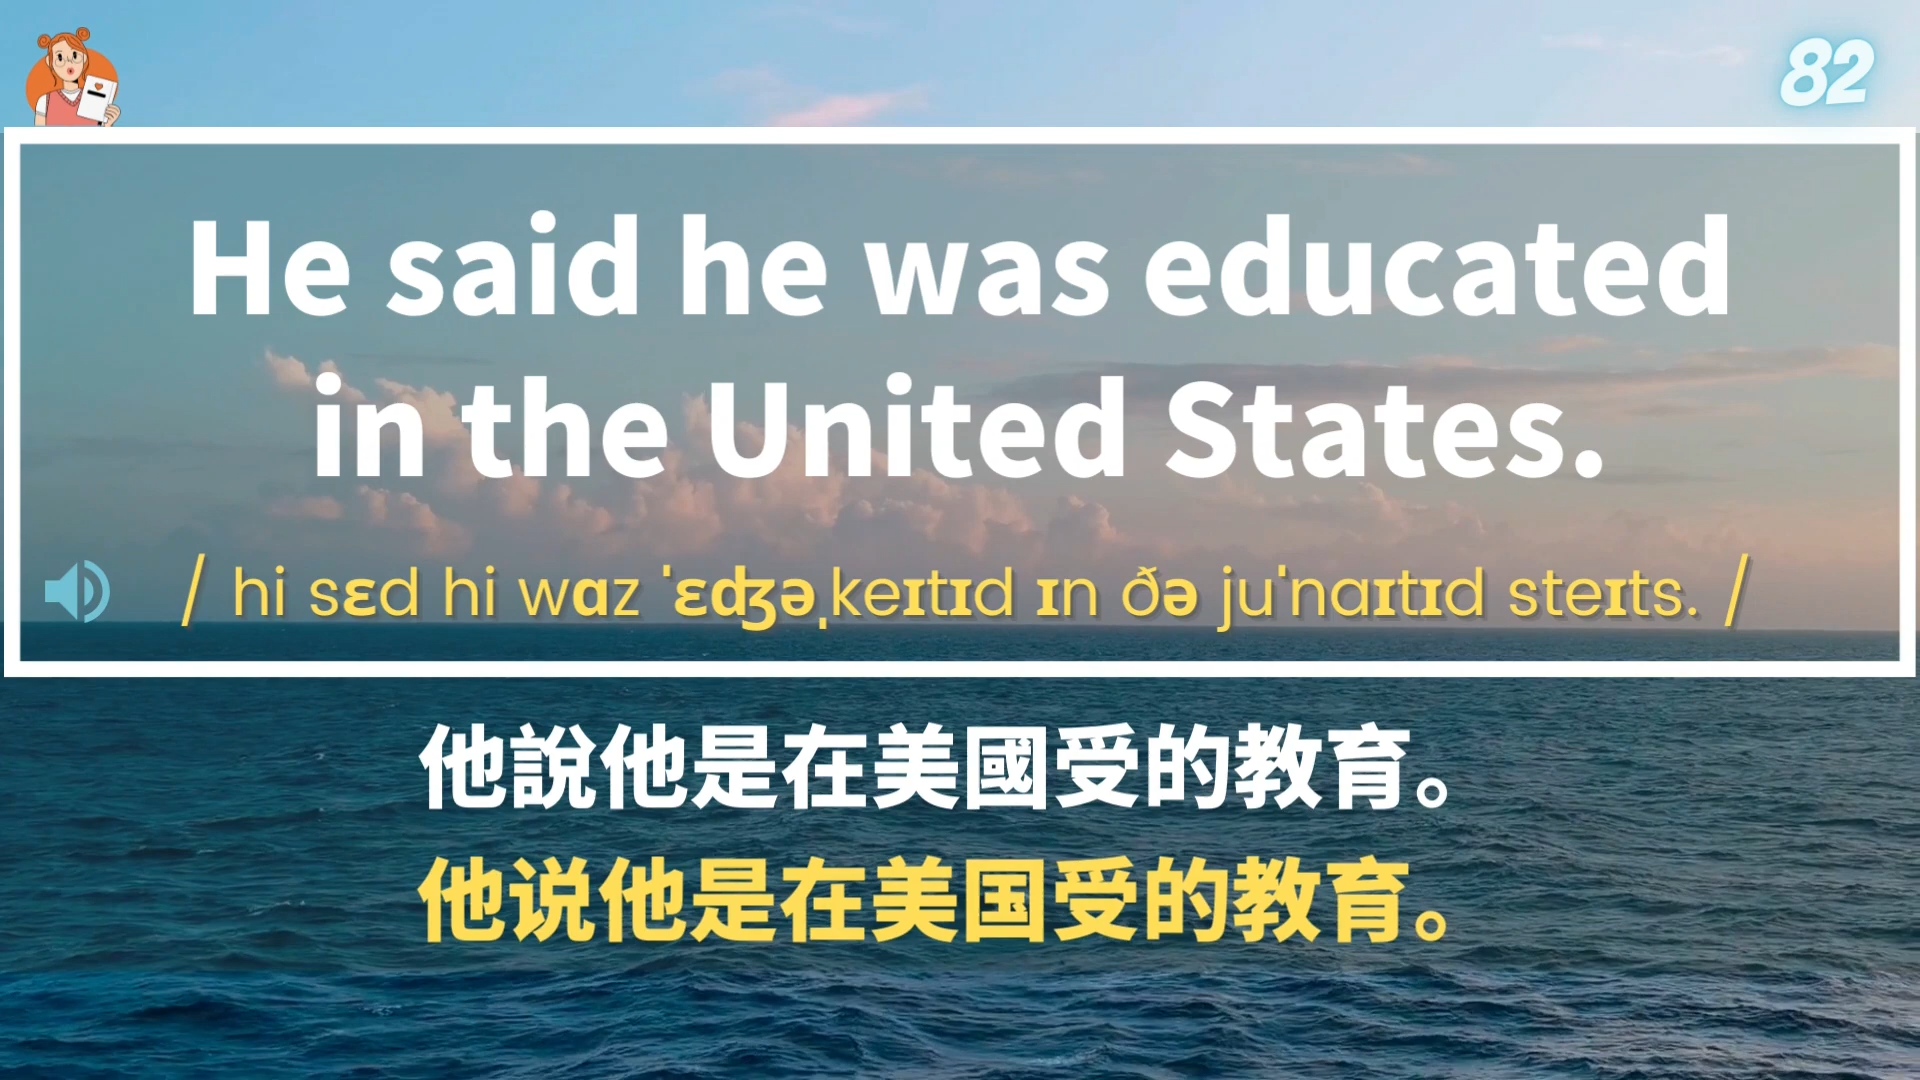 82
He said he was educated
in the United States.
/ hi sɛd hi wɑz ˈɛʤəˌkeɪtɪd ɪn ðə juˈnaɪtɪd steɪts. /
他說他是在美國受的教育。
他说他是在美国受的教育。